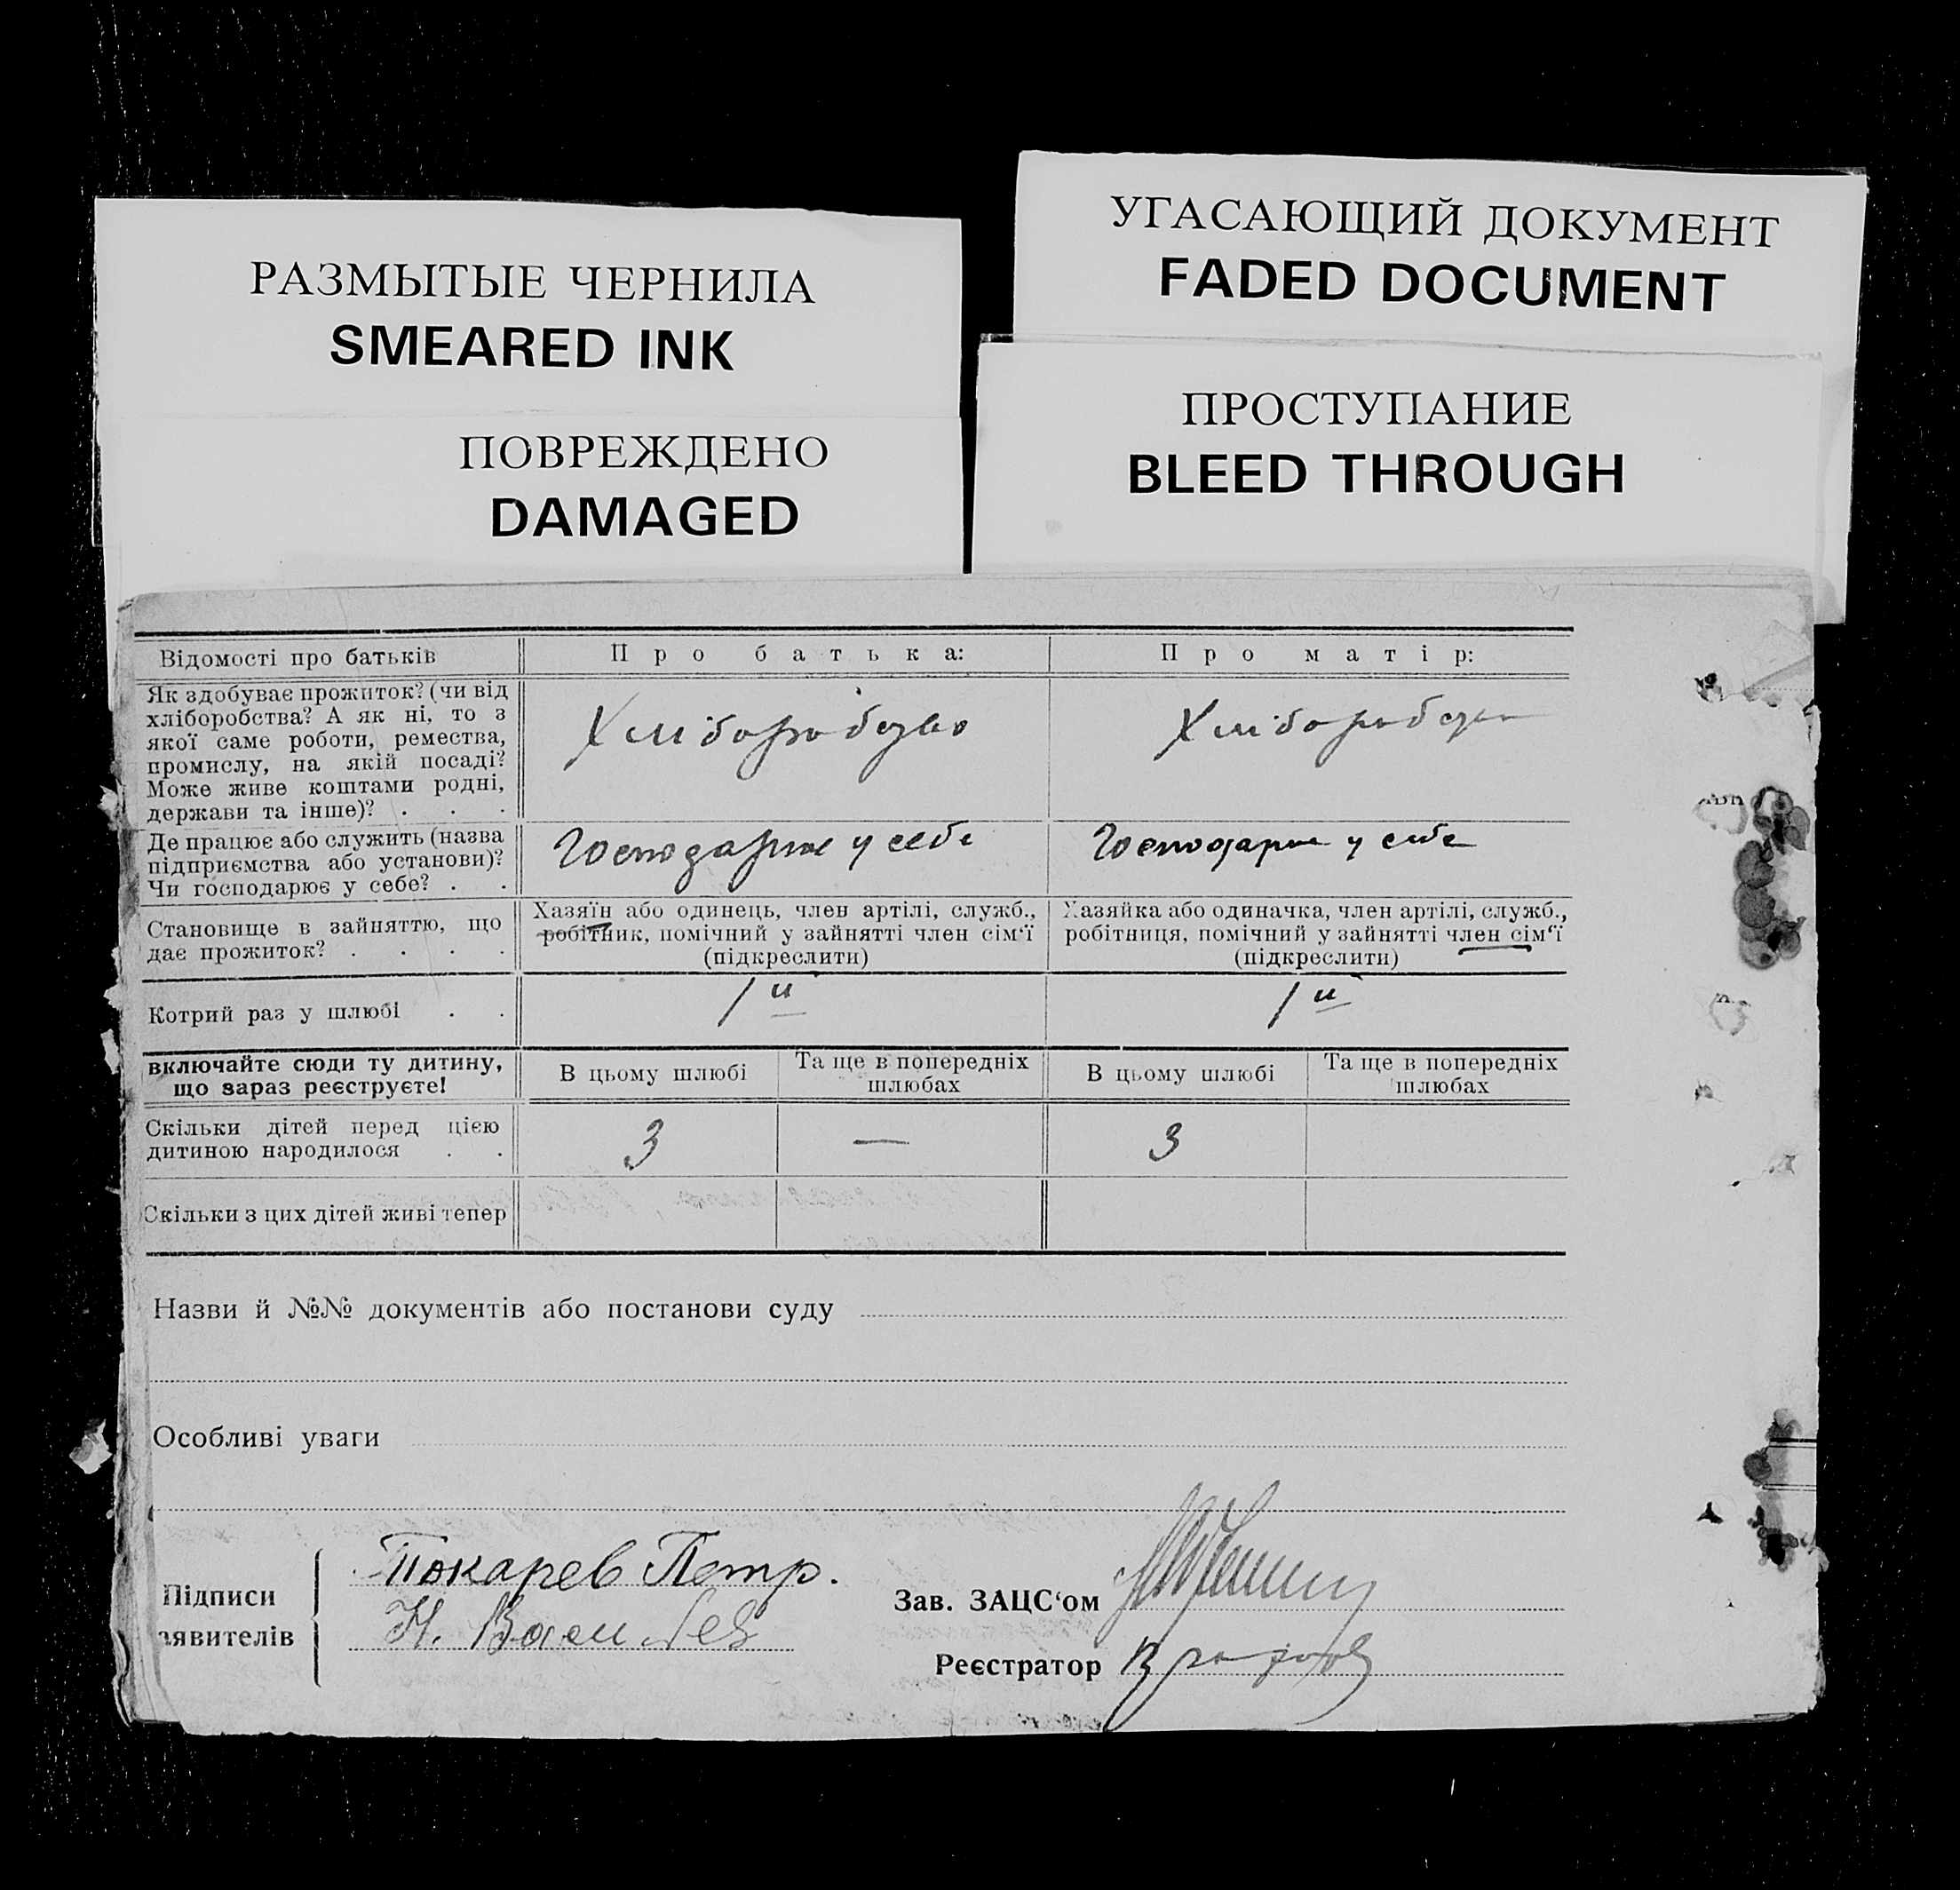 РАЗМЫТЫЕ ЧЕРНИЛА
SMEARED INK
ПОВРЕЖДЕНО
DAMAGED
УГАСАЮЩИЙ ДОКУМЕНТ
FADED DOCUMENT
ПРОСТУПАНИЕ
BLEED THROUGH
Відомості про батьків
Про батька:
Про матір:
Як здобуває прожиток? (чи від
хліборобства? А як ні, то з
якої саме роботи, ремества,
промислу, на якій посаді?
Може живе коштами родні,
держави та інше)? . . .
Хліборобство
Хліборобство
Де працює або служить (назва
підприємства або установи)?
Чи господарює у себе? . .
Господарює у себе
Господарює у себе
Становище в зайняттю, що
дає прожиток? . . . .
Хазяїн або одинець, член артілі, служб.,
робітник, помічний у зайнятті член сім‘ї
(підкреслити)
Хазяйка або одиначка, член артілі, служб.,
робітниця, помічний у зайнятті член сім‘ї
(підкреслити)
Котрий раз у шлюбі . .
1й
1й
включайте сюди ту дитину,
що зараз реєструєте!
В цьому шлюбі
Та ще в попередніх
шлюбах
В цьому шлюбі
Та ще в попередніх
шлюбах
Скільки дітей перед цією
дитиною народилося . .
3
—
3
Скільки з цих дітей живі тепер
Назви й №№ документів або постанови суду
Особливі уваги
Підписи
заявителів
Токарев Петр.
Н. Васильев
Зав. ЗАЦС‘ом
Реєстратор